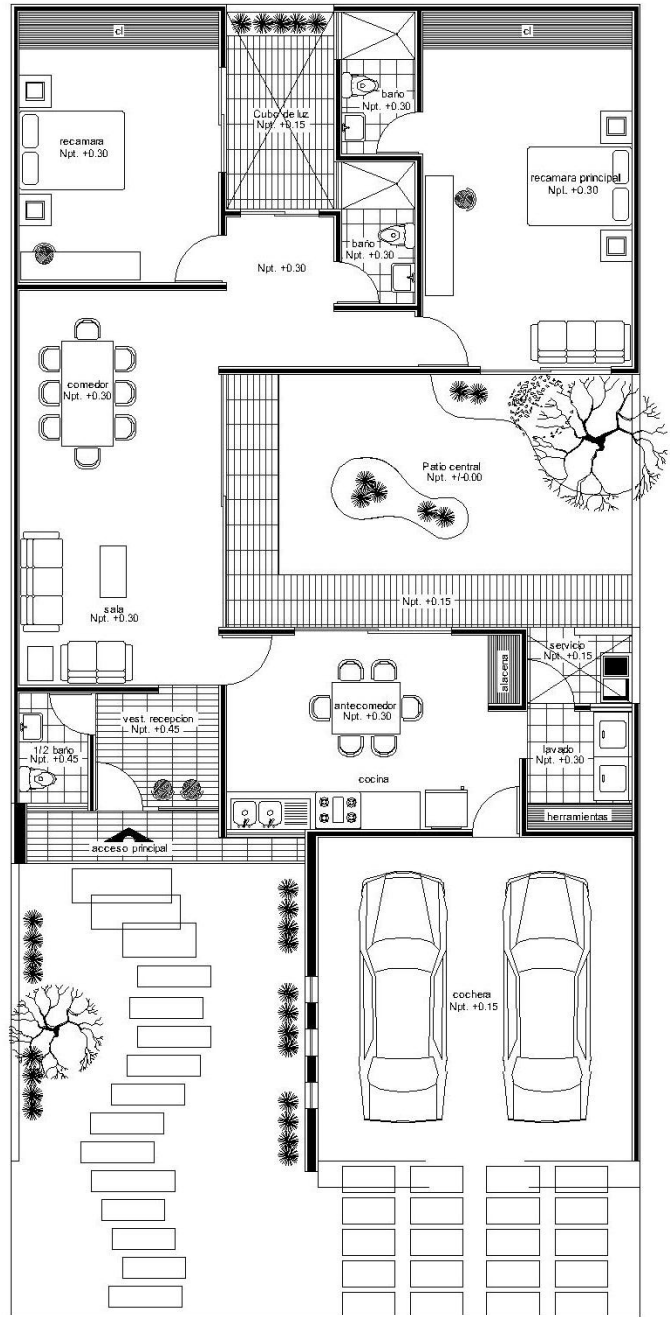 cl
cl
Cubo de luz
Npt. +0.15
baño
Npt. +0.30
recamara
Npt. +0.30
recamara principal
Npt. +0.30
baño
Npt. +0.30
Npt. +0.30
comedor
Npt. +0.30
Patio central
Npt. +/-0.00
Npt. +0.15
sala
Npt. +0.30
servicio
Npt. +0.15
alacena
antecomedor
Npt. +0.30
vest. recepcion
Npt. +0.45
1/2 baño
Npt. +0.45
lavado
Npt. +0.30
cocina
herramientas
acceso principal
cochera
Npt. +0.15